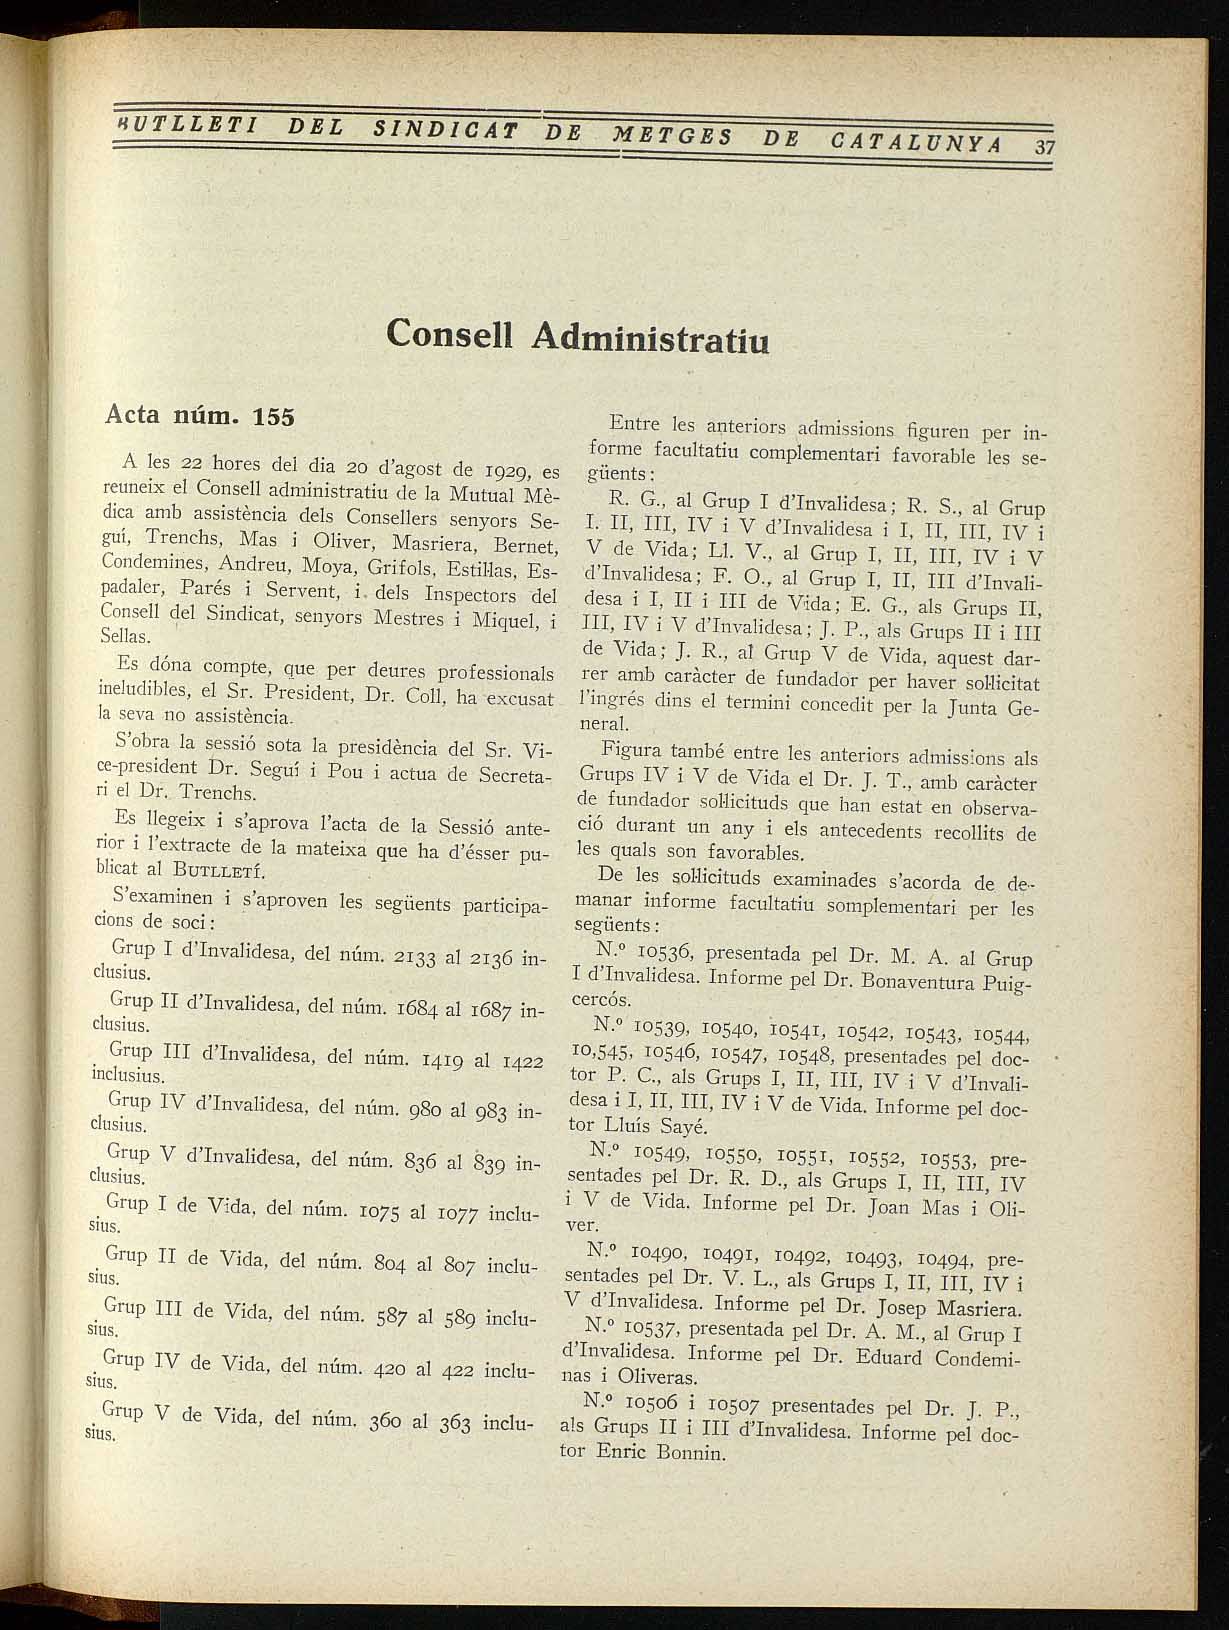 BUTLLETI DEL SINDICAT DE METGES DE CATALUNYA 37
Consell Administratiu
Acta núm. 155
A les 22 hores del dia 20 d'agost de 1929, es
reuneix el Consell administratiu de la Mutual Mè-
dica amb assistència dels Consellers senyors Se-
guí, Trenchs, Mas i Oliver, Masriera, Bernet,
Condemines, Andreu, Moya, Grifols, Estil·las, Es-
padaler, Parés i Servent, i dels Inspectors del
Consell del Sindicat, senyors Mestres i Miquel, i
Sellas.
Es dóna compte, que per deures professionals
ineludibles, el Sr. President, Dr. Coll, ha excusat
la seva no assistència.
S'obra la sessió sota la presidència del Sr. Vi-
ce-president Dr. Seguí i Pou i actua de Secreta-
ri el Dr. Trenchs.
Es llegeix i s'aprova l'acta de la Sessió ante-
rior i l'extracte de la mateixa que ha d'ésser pu-
blicat al BUTLLETÍ.
S'examinen i s'aproven les següents participa-
cions de soci:
Grup I d'Invalidesa, del núm. 2133 al 2136 in-
clusius.
Grup II d'Invalidesa, del núm. 1684 al 1687 in-
clusius.
Grup III d'Invalidesa, del núm. 1419 al 1422
inclusius.
Grup IV d'Invalidesa, del núm. 980 al 983 in-
clusius.
Grup V d'Invalidesa, del núm. 836 al 839 in-
clusius.
Grup I de Vida, del núm. 1075 al 1077 inclu-
sius.
Grup II de Vida, del núm. 804 al 807 inclu-
sius.
Grup III de Vida, del núm. 587 al 589 inclu-
sius.
Grup IV de Vida, del núm. 420 al 422 inclu-
sius.
Grup V de Vida, del núm. 360 al 363 inclu-
sius.
Entre les anteriors admissions figuren per in-
forme facultatiu complementari favorable les se-
güents:
R. G., al Grup I d'Invalidesa; R. S., al Grup
I. II, III, IV i V d'Invalidesa i I, II, III, IV i
V de Vida; Ll. V., al Grup I, II, III, IV i V
d'Invalidesa; F. O., al Grup I, II, III d'Invali-
desa i I, II i III de Vida; E. G., als Grups II,
III, IV i V d'Invalidesa; J. P., als Grups II i III
de Vida; J. R., al Grup V de Vida, aquest dar-
rer amb caràcter de fundador per haver sol·licitat
l'ingrés dins el termini concedit per la Junta Ge-
neral.
Figura també entre les anteriors admissions als
Grups IV i V de Vida el Dr. J. T., amb caràcter
de fundador sol·licituds que han estat en observa-
ció durant un any i els antecedents recollits de
les quals son favorables.
De les sol·licituds examinades s'acorda de de-
manar informe facultatiu somplementari per les
següents:
N.º 10536, presentada pel Dr. M. A. al Grup
I d'Invalidesa. Informe pel Dr. Bonaventura Puig-
cercós.
N.º 10539, 10540, 10541, 10542, 10543, 10544,
10,545, 10546, 10547, 10548, presentades pel doc-
tor P. C., als Grups I, II, III, IV i V d'Invali-
desa i I, II, III, IV i V de Vida. Informe pel doc-
tor Lluís Sayé.
N.º 10549, 10550, 10551, 10552, 10553, pre-
sentades pel Dr. R. D., als Grups I, II, III, IV
i V de Vida. Informe pel Dr. Joan Mas i Oli-
ver.
N.º 10490, 10491, 10492, 10493, 10494, pre-
sentades pel Dr. V. L., als Grups I, II, III, IV i
V d'Invalidesa. Informe pel Dr. Josep Masriera.
N.º 10537, presentada pel Dr. A. M., al Grup I
d'Invalidesa. Informe pel Dr. Eduard Condemi-
nas i Oliveras.
N.º 10506 i 10507 presentades pel Dr. J. P.,
als Grups II i III d'Invalidesa. Informe pel doc-
tor Enric Bonnin.